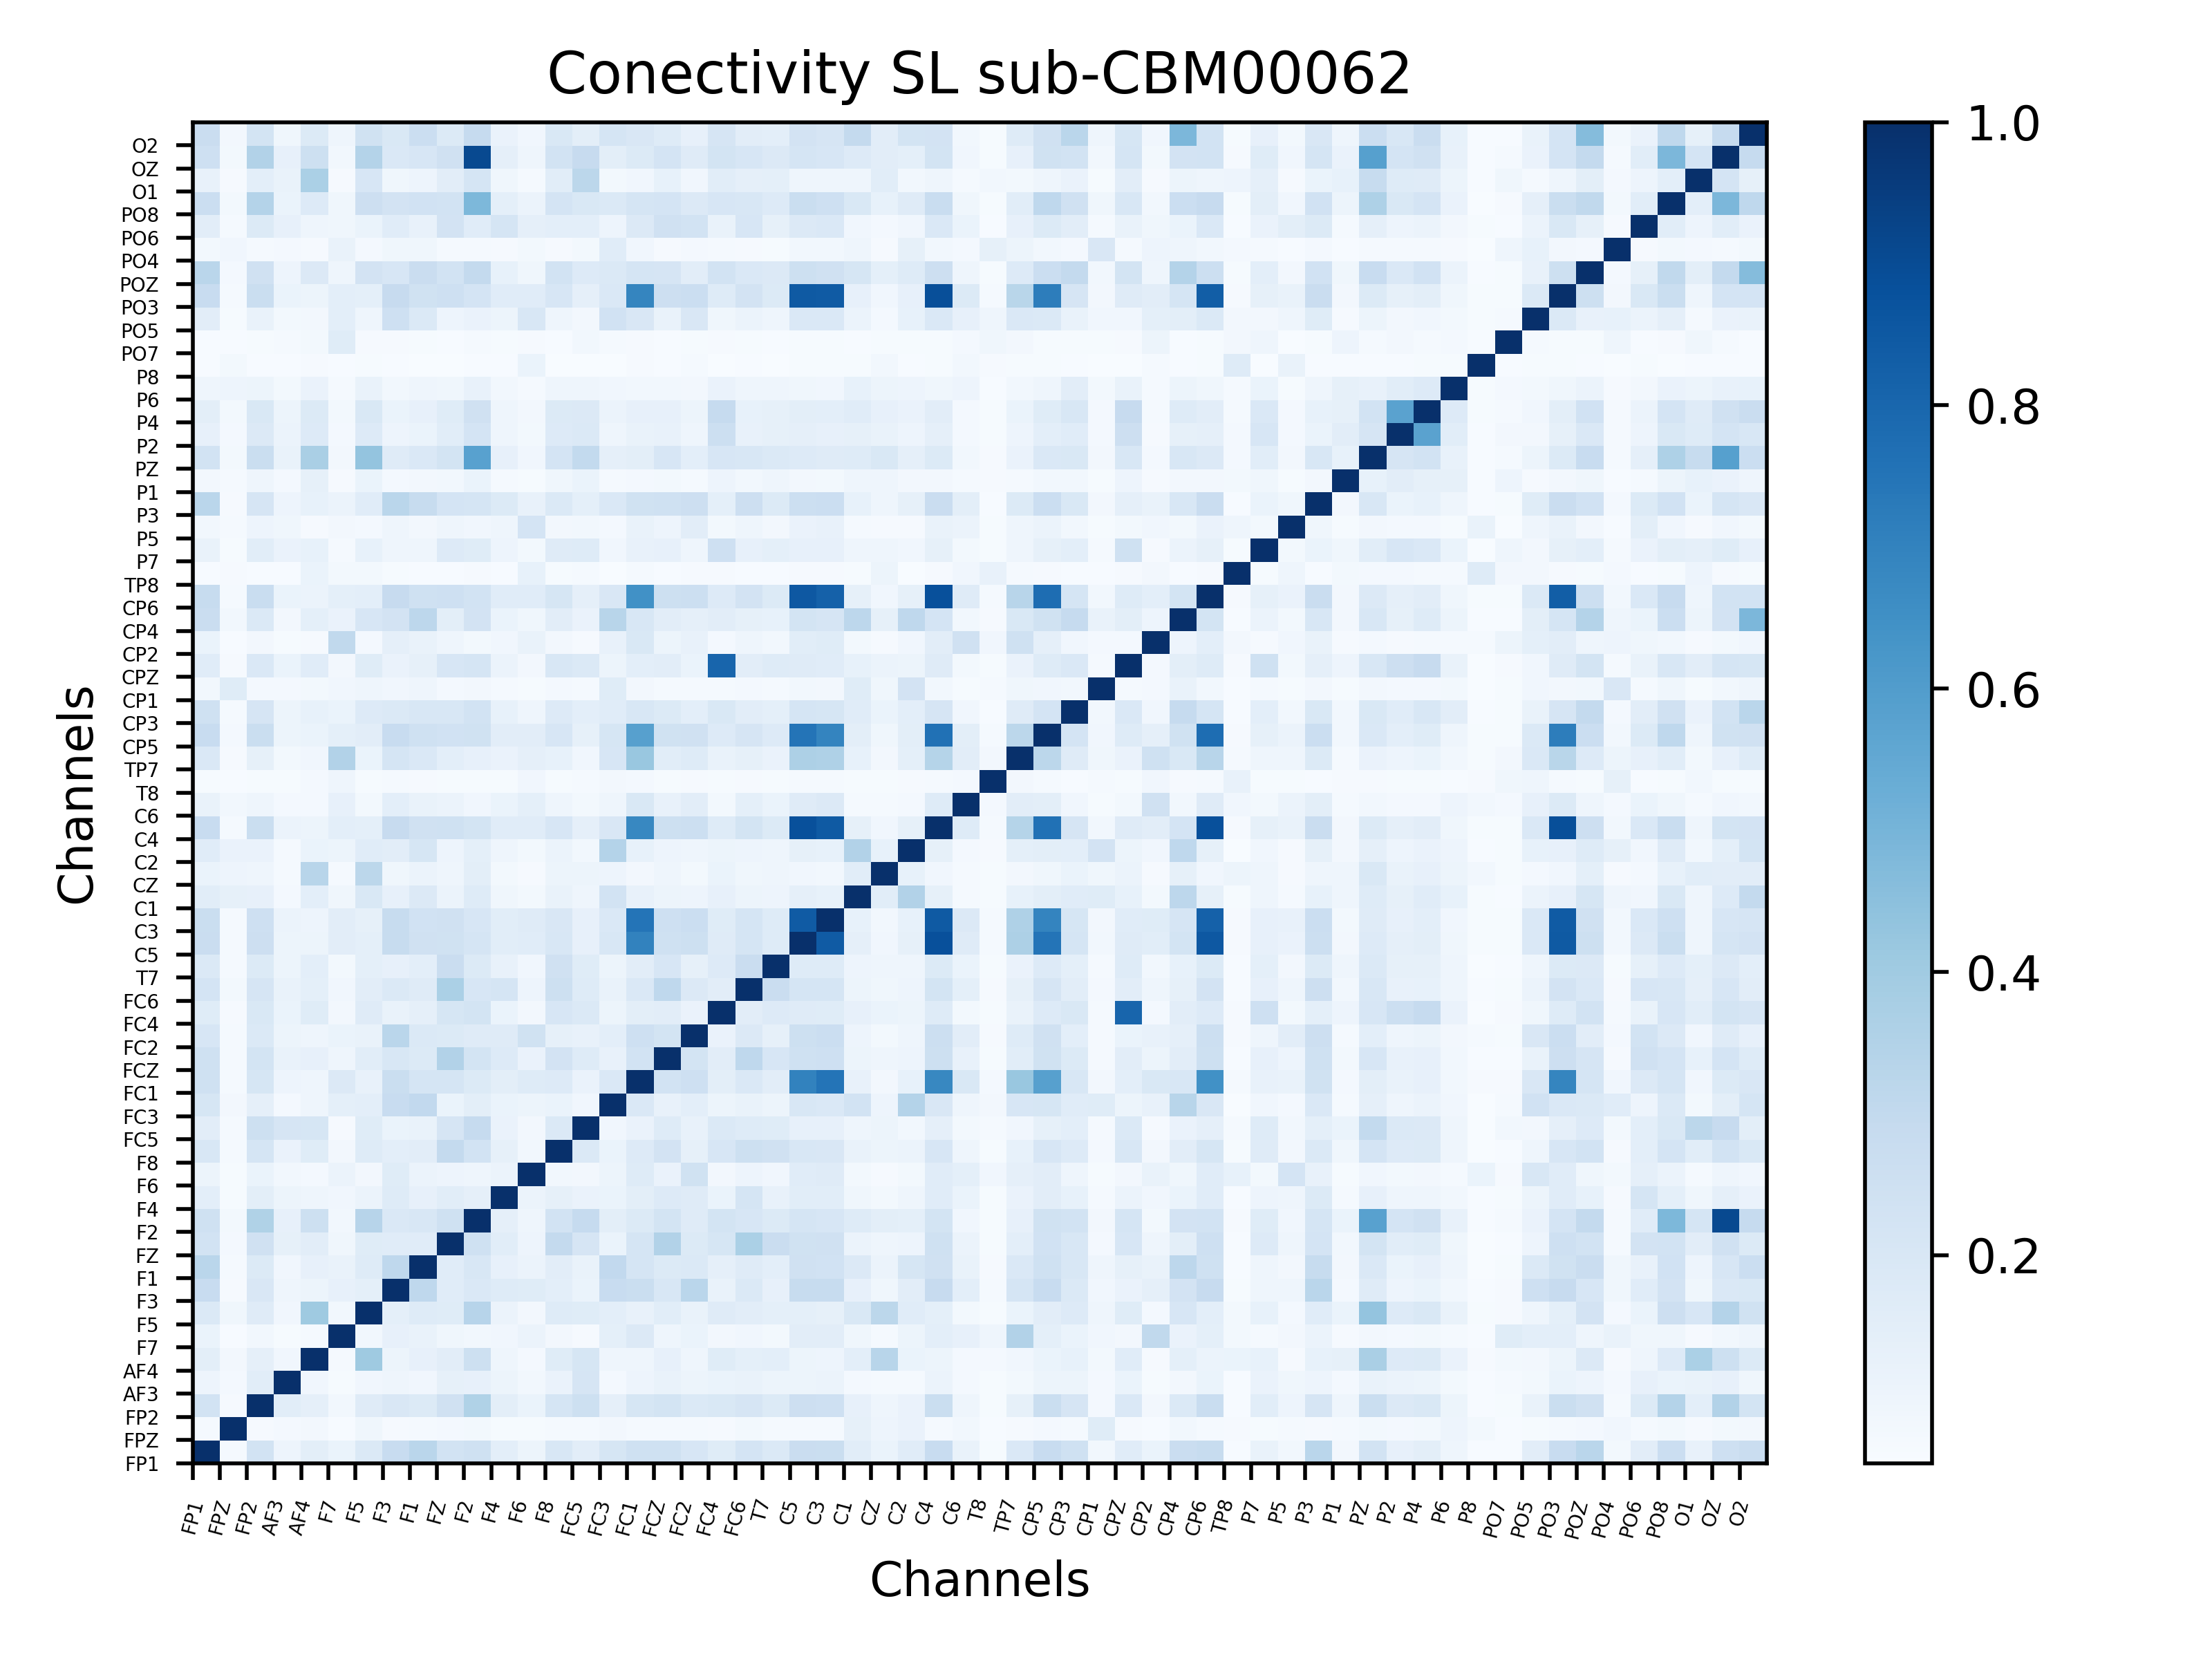 Conectivity SL sub-CBM00062
Channels
O2
OZ
O1
PO8
PO6
PO4
POZ
PO3
PO5
PO7
P8
P6
P4
P2
PZ
P1
P3
P5
P7
TP8
CP6
CP4
CP2
CPZ
CP1
CP3
CP5
TP7
T8
C6
C4
C2
CZ
C1
C3
C5
T7
FC6
FC4
FC2
FCZ
FC1
FC3
FC5
F8
F6
F4
F2
FZ
F1
F3
F5
F7
AF4
AF3
FP2
FPZ
FP1
FP1 FPZ FP2 AF3 AF4 F7 F5 F3 F1 FZ F2 F4 F6 F8 FC5 FC3 FC1 FCZ FC2 FC4 FC6 T7 C5 C3 C1 CZ C2 C4 C6 T8 TP7 CP5 CP3 CP1 CPZ CP2 CP4 CP6 TP8 P7 P5 P3 P1 PZ P2 P4 P6 P8 PO7 PO5 PO3 POZ PO4 PO6 PO8 O1 OZ O2
Channels
1.0
0.8
0.6
0.4
0.2